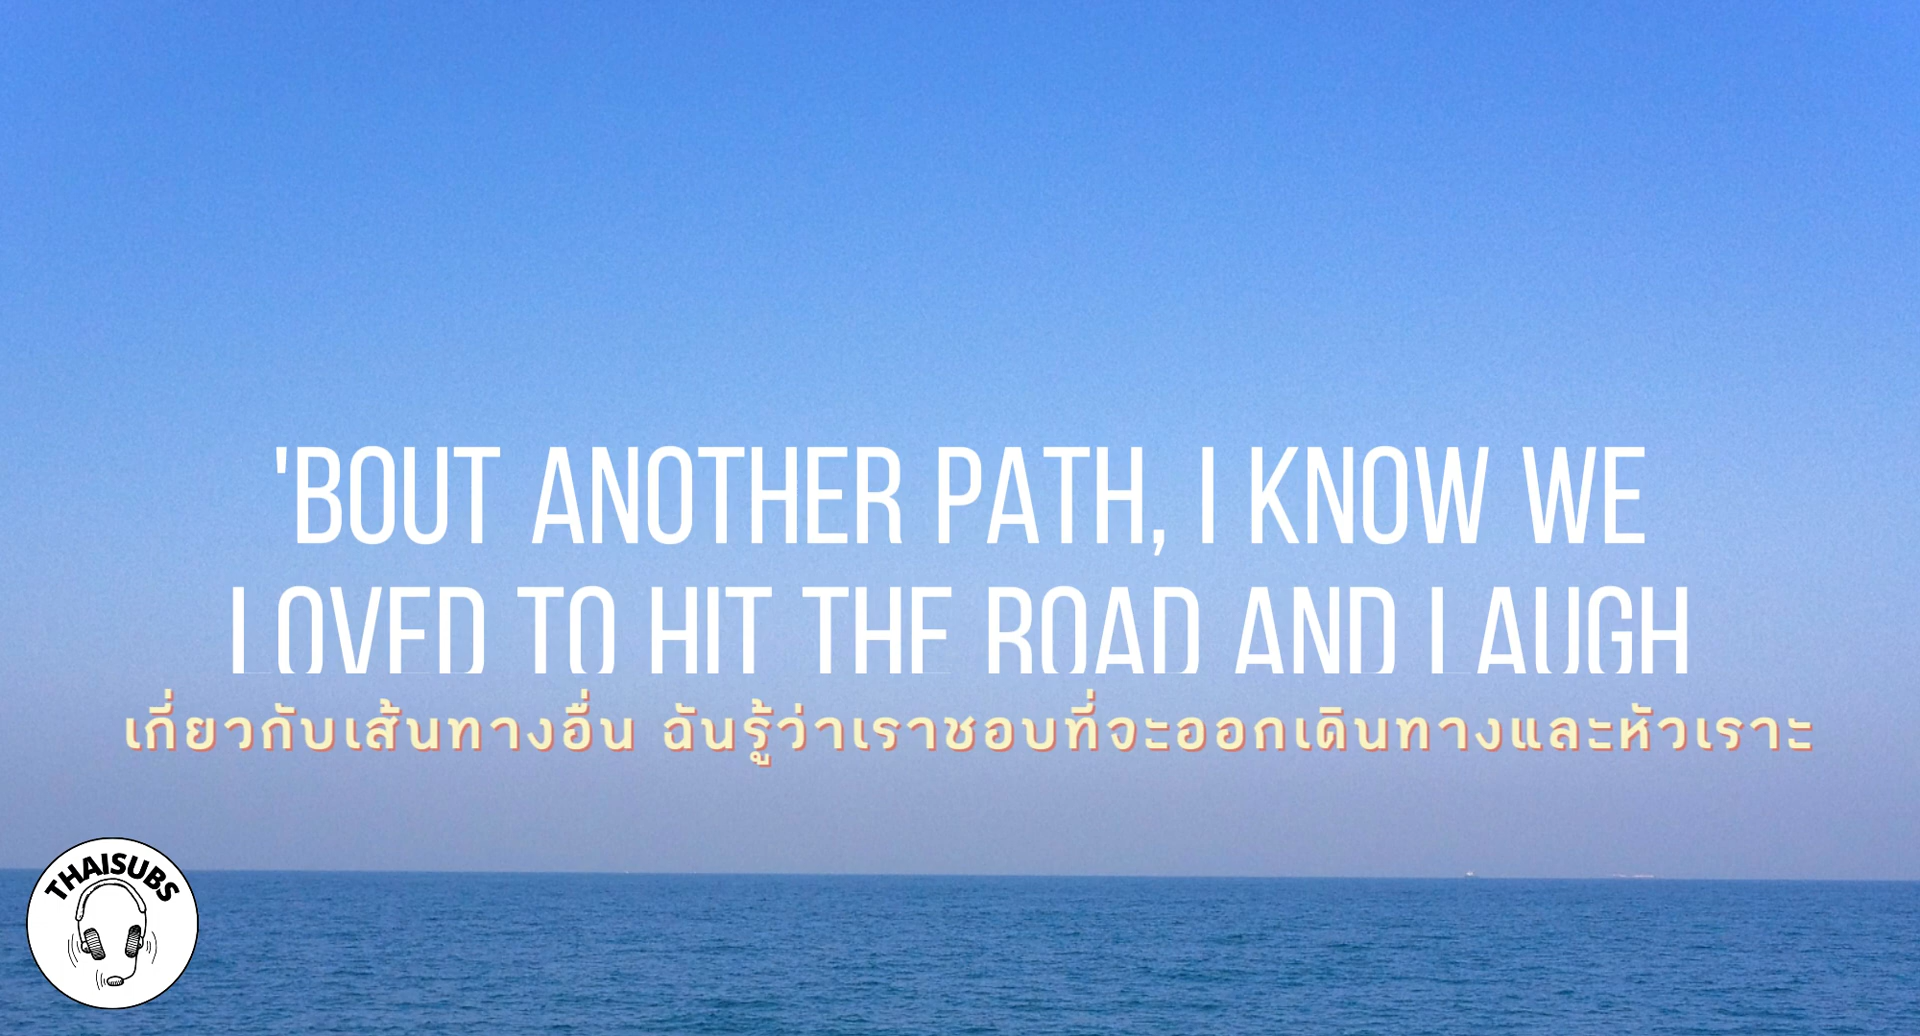 'BOUT ANOTHER PATH, I KNOW WE
LOVED TO HIT THE ROAD AND LAUGH
เกี่ยวกับเส้นทางอื่น ฉันรู้ว่าเราชอบที่จะออกเดินทางและหัวเราะ
THAISUBS